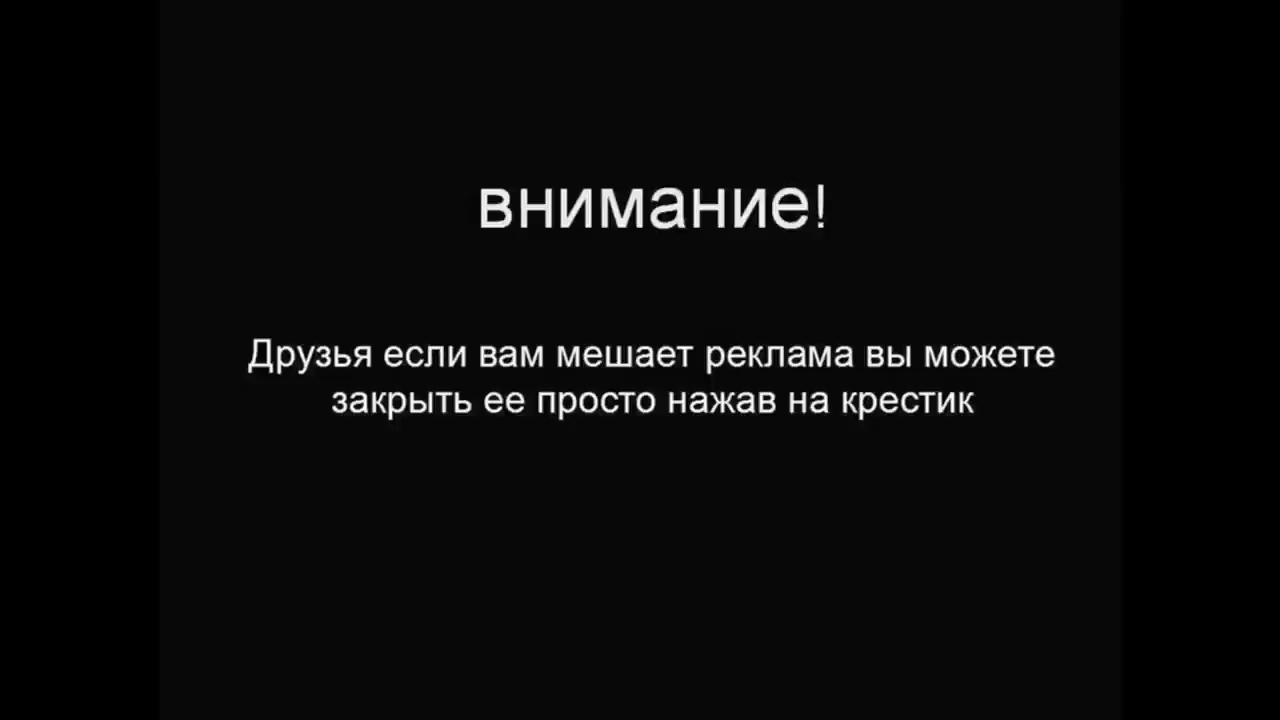 внимание!
Друзья если вам мешает реклама вы можете
закрыть ее просто нажав на крестик